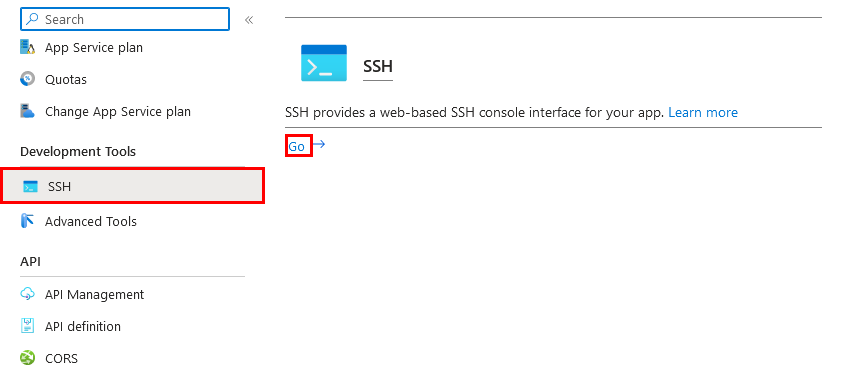 Search
App Service plan
Quotas
Change App Service plan
Development Tools
SSH
Advanced Tools
API
API Management
API definition
CORS
SSH
SSH provides a web-based SSH console interface for your app. Learn more
Go